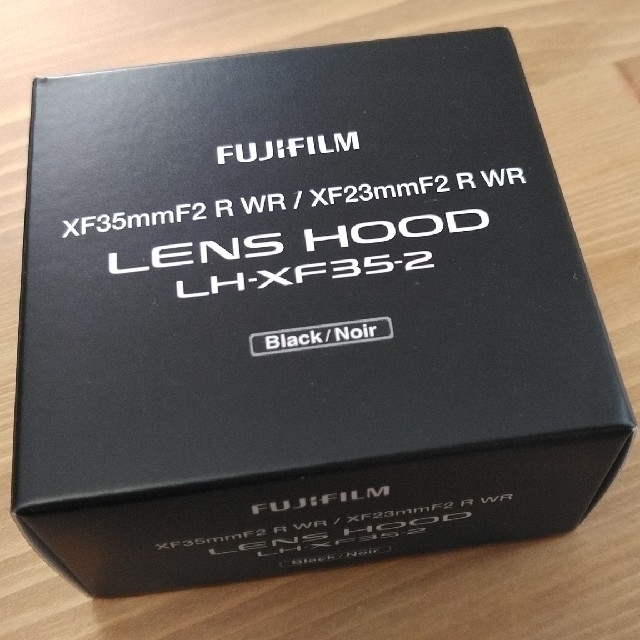 FUJIFILM
XF35mmF2 R WR / XF23mmF2 R WR
LENS HOOD
LH-XF35-2
Black/Noir
FUJIFILM
XF35mmF2 R WR / XF23mmF2 R WR
LENS HOOD
LH-XF35-2
Black/Noir